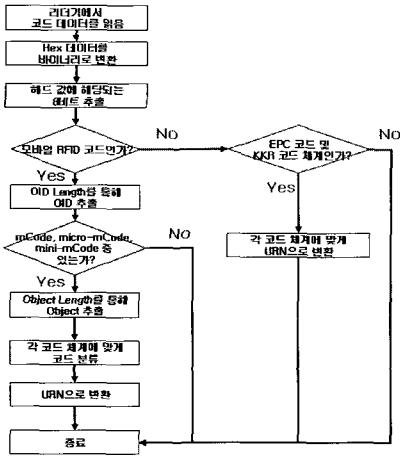 리더기에서
코드 데이터를 읽음
Hex 데이터를
바이너리로 변환
헤드 값에 해당되는
8비트 추출
모바일 RFID 코드인가?
No
Yes
EPC 코드 및
KKR 코드 체계인가?
No
Yes
OID Length를 통해
OID 추출
mCode, micro-mCode,
mini-mCode 중
있는가?
No
Yes
각 코드 체계에 맞게
URN으로 변환
Object Length를 통해
Object 추출
각 코드 체계에 맞게
코드 분류
URN으로 변환
종료